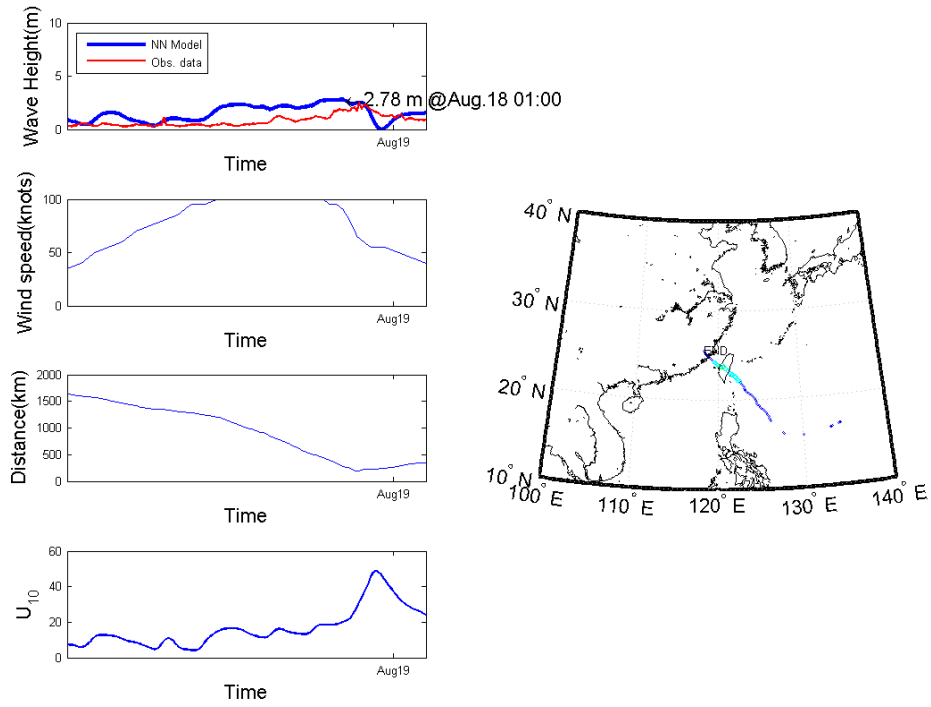 Wave Height(m)
10
5
0
NN Model
Obs. data
2.78 m @Aug.18 01:00
Aug19
Time
Wind speed(knots)
100
50
0
Aug19
Time
Distance(km)
2000
1500
1000
500
0
Aug19
Time
U10
60
40
20
0
Aug19
Time
40° N
30° N
20° N
10° N
END
100° E
110° E
120° E
130° E
140° E